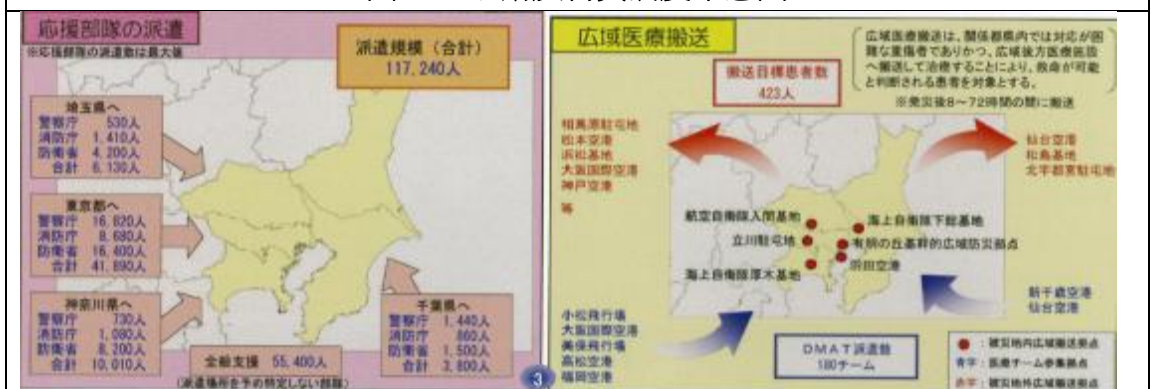 応援部隊の派遣
※応援部隊の派遣数は最大値
派遣規模（合計）
117,240人
埼玉県へ
警察庁 530人
消防庁 1,410人
防衛省 4,200人
合計 6,130人
東京都へ
警察庁 16,820人
消防庁 8,680人
防衛省 16,400人
合計 41,890人
神奈川県へ
警察庁 730人
消防庁 1,080人
防衛省 8,200人
合計 10,010人
千葉県へ
警察庁 1,440人
消防庁 860人
防衛省 1,500人
合計 3,800人
全般支援 55,400人
(派遣場所を予め特定しない部隊)
3
広域医療搬送
広域医療搬送は、関係都県内では対応が困
難な重傷者でありかつ、広域後方医療施設
へ搬送して治療することにより、救命が可能
と判断される患者を対象とする。
※発災後8～72時間の間に搬送
搬送目標患者数
423人
相馬原駐屯地
松本空港
浜松基地
大阪国際空港
神戸空港
等
仙台空港
松島基地
北宇都宮駐屯地
航空自衛隊入間基地
立川駐屯地
海上自衛隊厚木基地
海上自衛隊下総基地
有明の丘基幹的広域防災拠点
羽田空港
小松飛行場
大阪国際空港
美保飛行場
高松空港
福岡空港
新千歳空港
仙台空港
DMAT派遣数
180チーム
：被災地内広域搬送拠点
青字：医療チーム参集拠点
赤字：被災地外広域搬送拠点